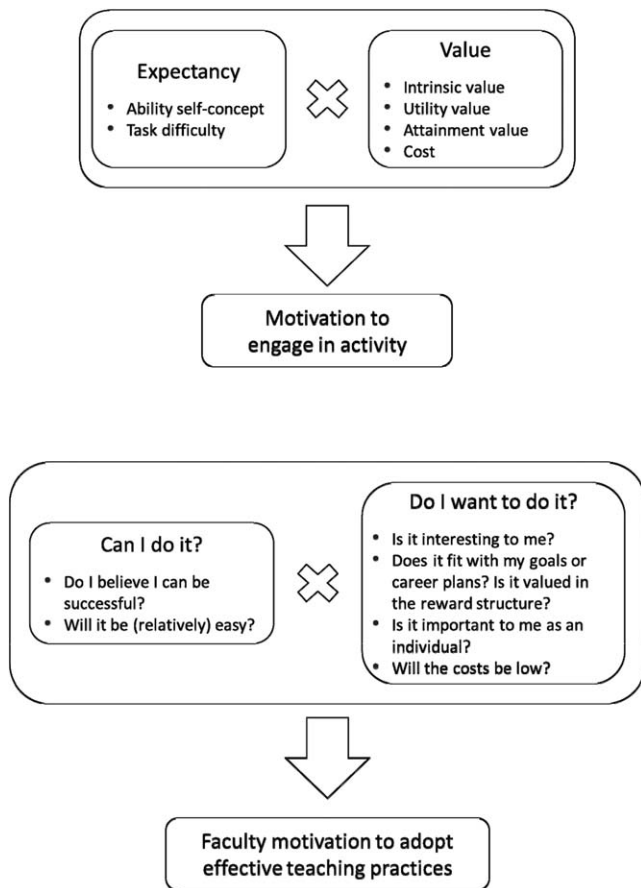 Expectancy
• Ability self-concept
• Task difficulty
Value
• Intrinsic value
• Utility value
• Attainment value
• Cost
Motivation to
engage in activity
Can I do it?
• Do I believe I can be
successful?
• Will it be (relatively) easy?
Do I want to do it?
• Is it interesting to me?
• Does it fit with my goals or
career plans? Is it valued in
the reward structure?
• Is it important to me as an
individual?
• Will the costs be low?
Faculty motivation to adopt
effective teaching practices